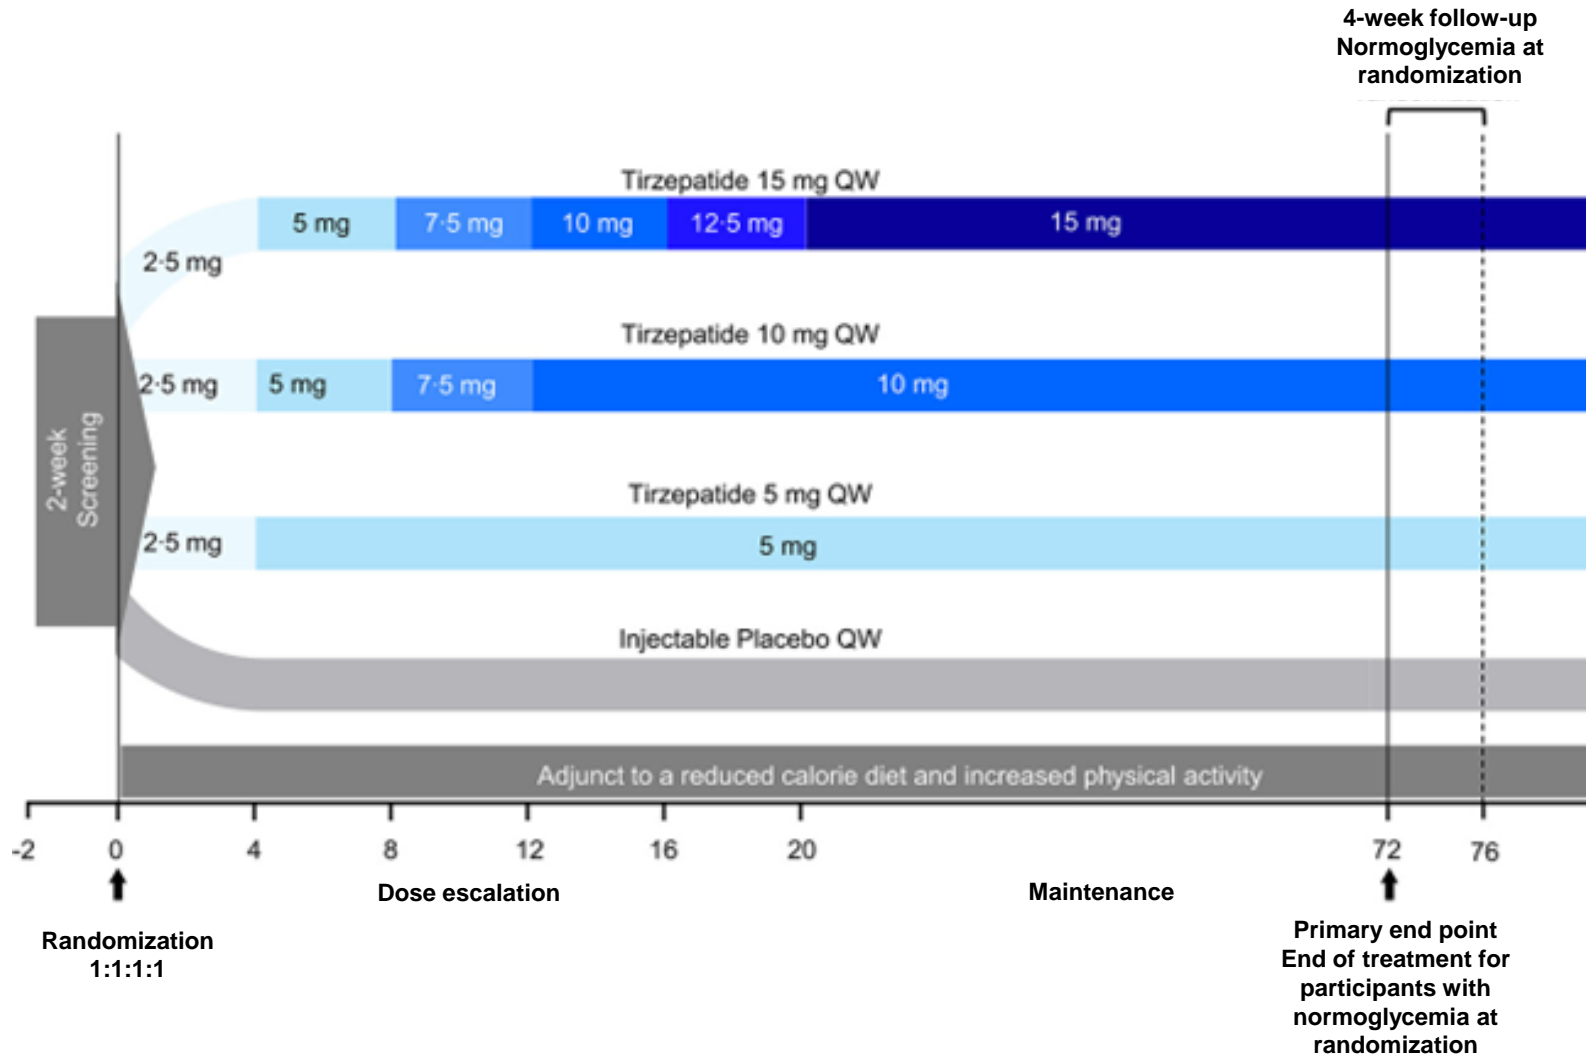 4-week follow-up
Normoglycemia at
randomization
Tirzepatide 15 mg QW
5 mg
7·5 mg
10 mg
12·5 mg
15 mg
2·5 mg
Tirzepatide 10 mg QW
2·5 mg
5 mg
7·5 mg
10 mg
2-week
Screening
Tirzepatide 5 mg QW
2·5 mg
5 mg
Injectable Placebo QW
Adjunct to a reduced calorie diet and increased physical activity
-2 0 4 8 12 16 20 72 76
Dose escalation
Maintenance
Randomization
1:1:1:1
Primary end point
End of treatment for
participants with
normoglycemia at
randomization